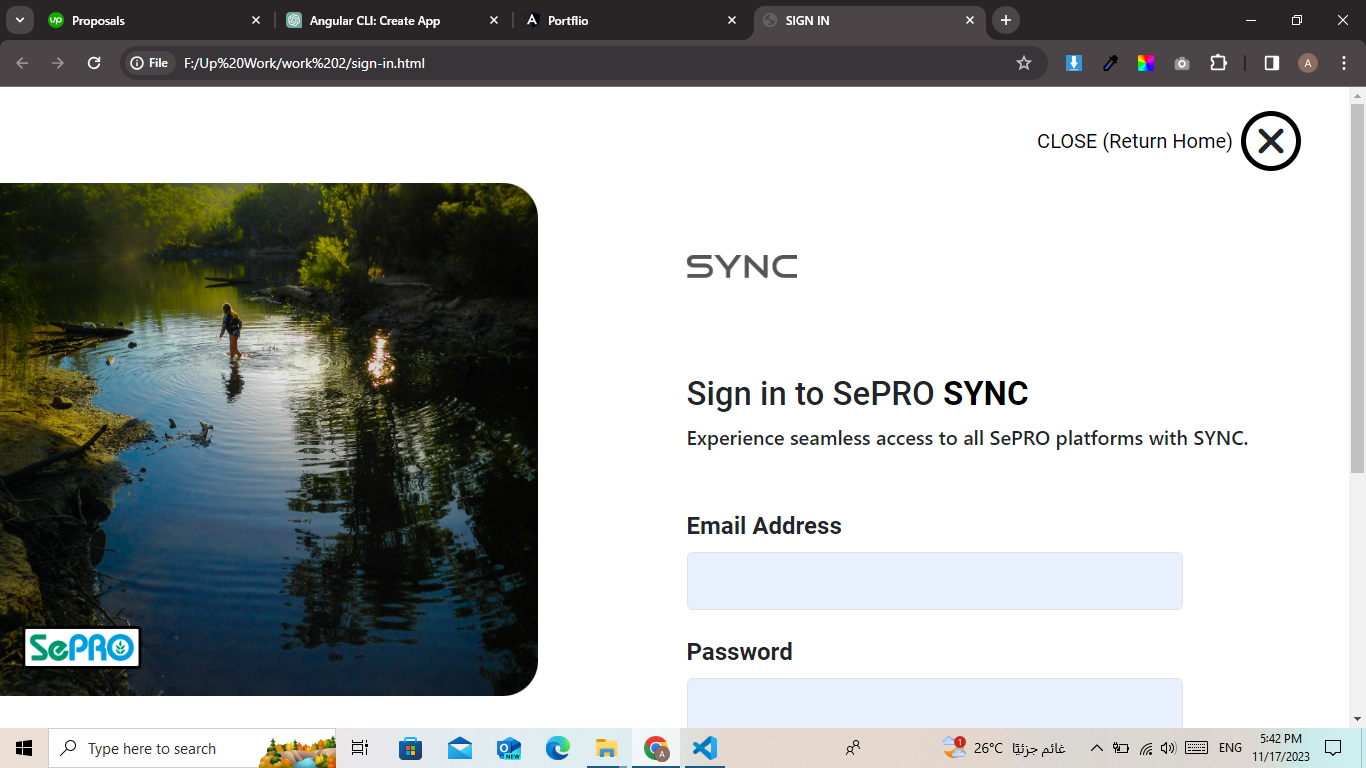 Proposals
Angular CLI: Create App
Portflio
SIGN IN
File
F:/Up%20Work/work%202/sign-in.html
A
CLOSE (Return Home)
SYNC
Sign in to SePRO SYNC
Experience seamless access to all SePRO platforms with SYNC.
Email Address
Password
SePRO
Type here to search
NEW
A
1
26°C
غائم جزئيًا
ENG
5:42 PM
11/17/2023